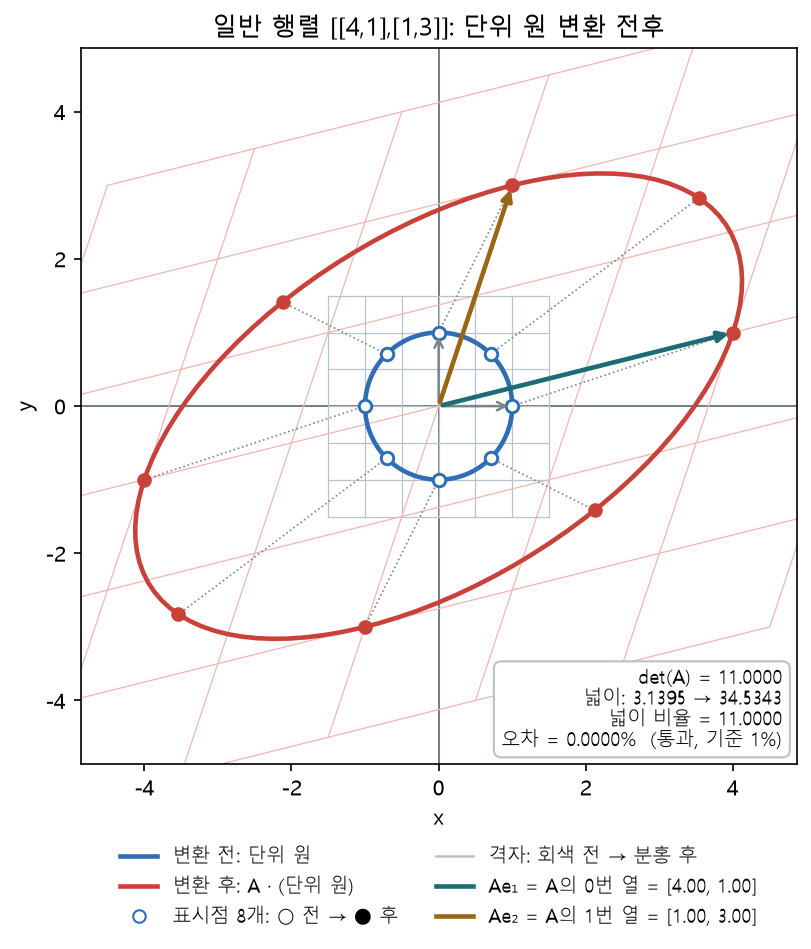 일반 행렬 [[4,1],[1,3]]: 단위 원 변환 전후
y
4
2
0
-2
-4
-4
-2
0
2
4
x
det(A) = 11.0000
넓이: 3.1395 → 34.5343
넓이 비율 = 11.0000
오차 = 0.0000% (통과, 기준 1%)
변환 전: 단위 원
변환 후: A · (단위 원)
표시점 8개: ○ 전 → ● 후
격자: 회색 전 → 분홍 후
Ae₁ = A의 0번 열 = [4.00, 1.00]
Ae₂ = A의 1번 열 = [1.00, 3.00]